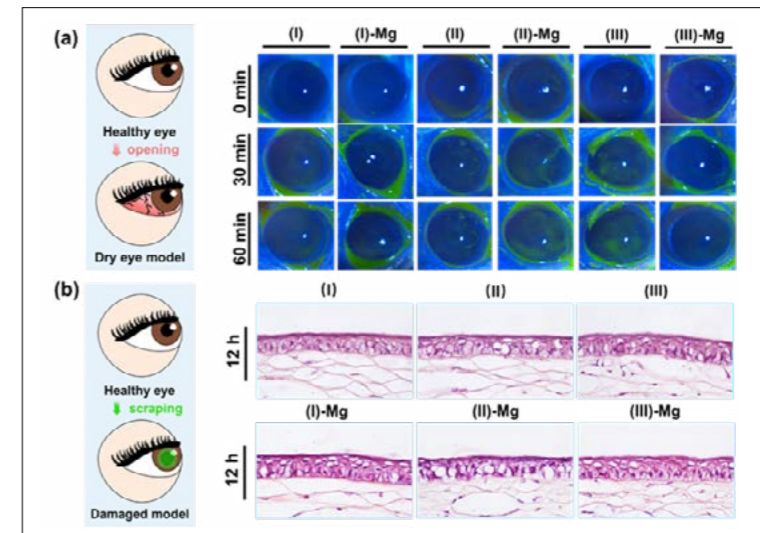 (a)
(I) (I)-Mg (II) (II)-Mg (III) (III)-Mg
0 min
Healthy eye
opening
30 min
Dry eye model
60 min
(b)
(I) (II) (III)
12 h
Healthy eye
scraping
(I)-Mg (II)-Mg (III)-Mg
12 h
Damaged model